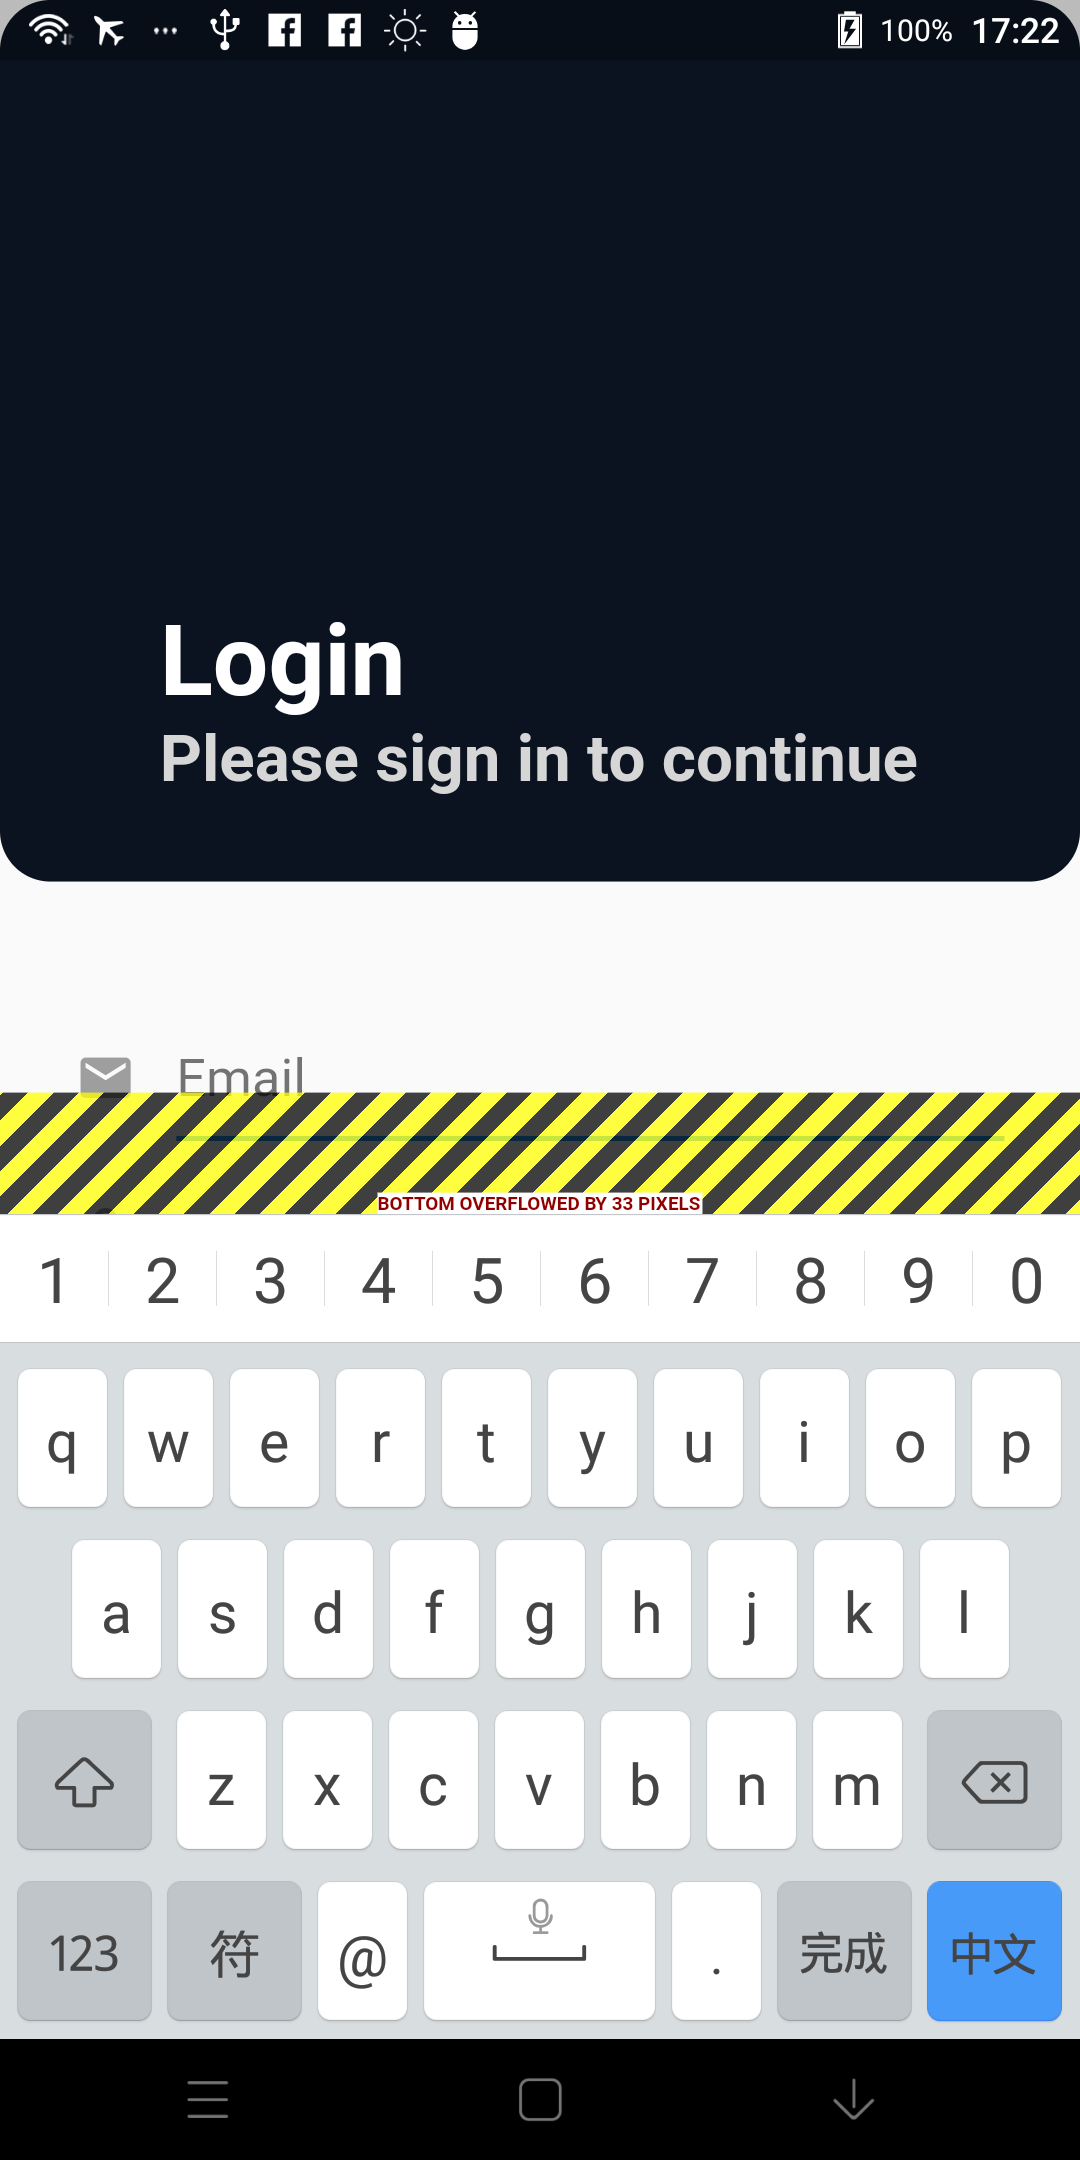 100% 17:22
Login
Please sign in to continue
Email
BOTTOM OVERFLOWED BY 33 PIXELS
1 2 3 4 5 6 7 8 9 0
q w e r t y u i o p
a s d f g h j k l
z x c v b n m
123 符 @ . 完成 中文